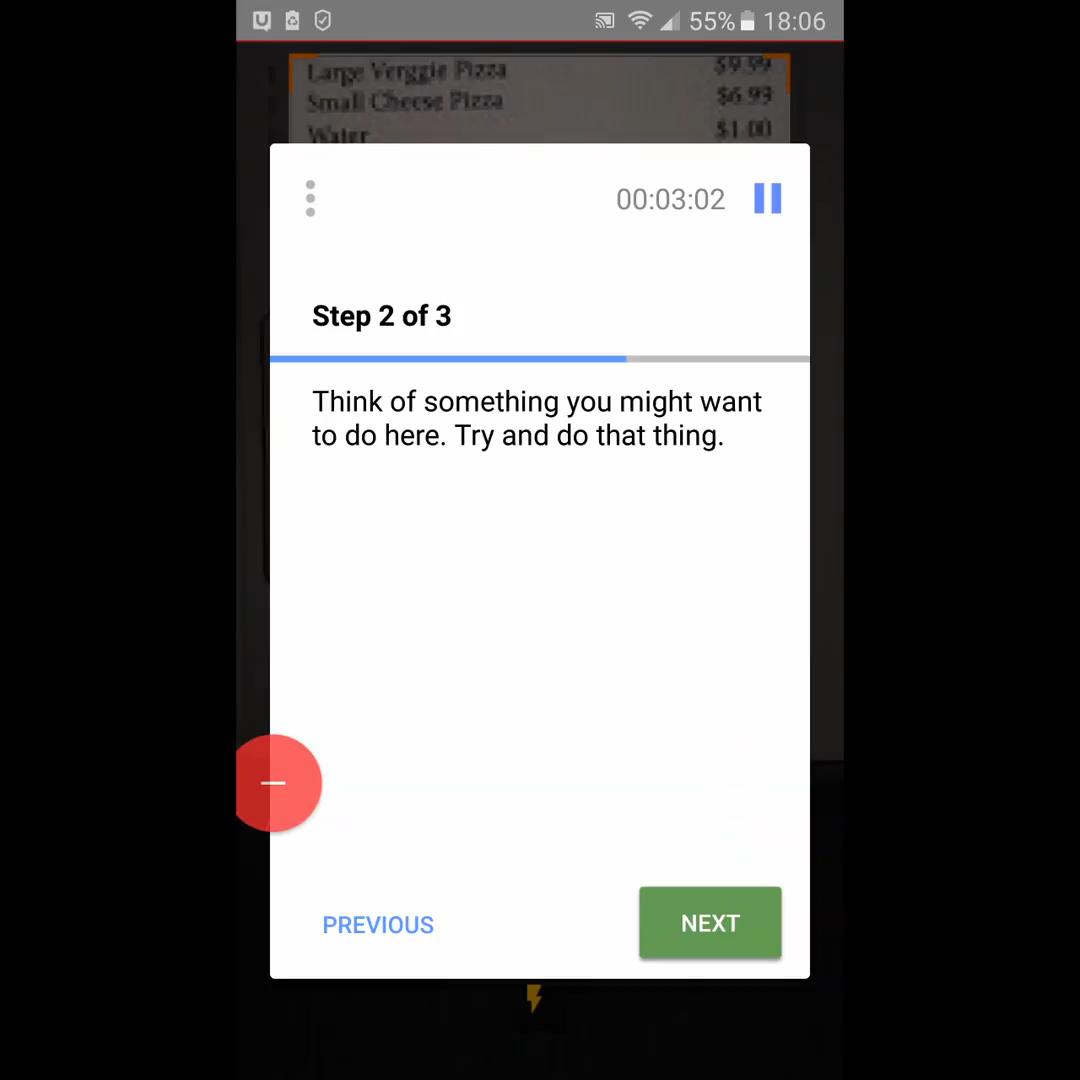 55% 18:06
Large Verggie Pizza $9.99
Small Cheese Pizza $6.99
Water $1.00
00:03:02
Step 2 of 3
Think of something you might want
to do here. Try and do that thing.
PREVIOUS NEXT